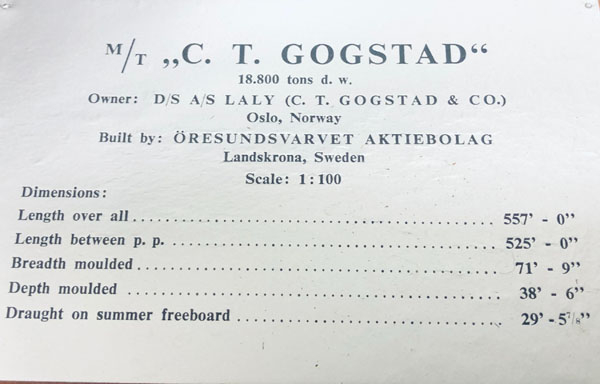 M/T „C. T. GOGSTAD“
18.800 tons d. w.
Owner: D/S A/S LALY (C. T. GOGSTAD & CO.)
Oslo, Norway
Built by: ÖRESUNDSVARVET AKTIEBOLAG
Landskrona, Sweden
Scale: 1:100
Dimensions:
Length over all ........................................ 557' - 0"
Length between p. p. ................................... 525' - 0"
Breadth moulded ........................................ 71' - 9"
Depth moulded .......................................... 38' - 6"
Draught on summer freeboard ............................ 29' - 5⅞"